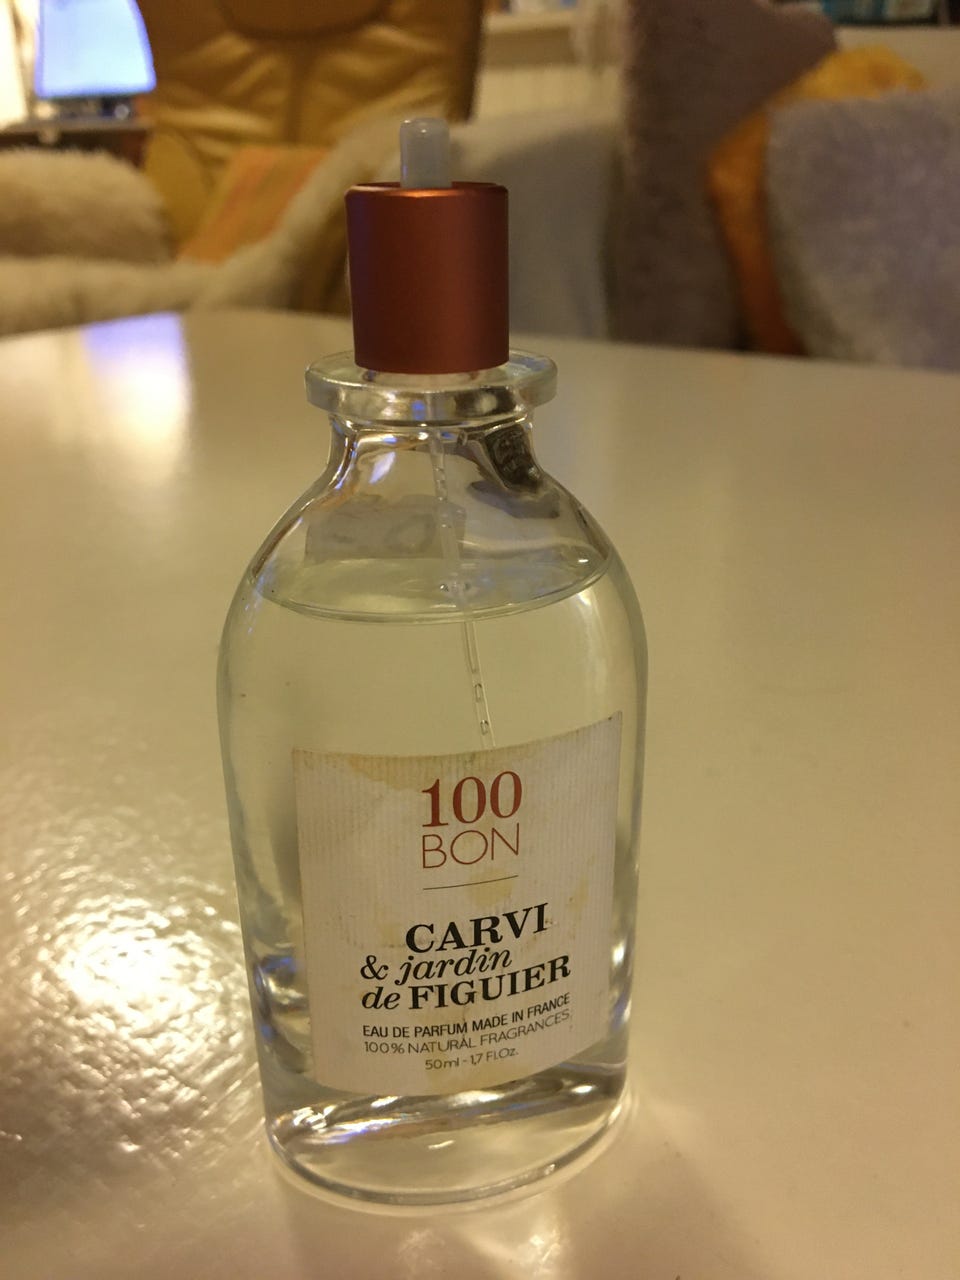 100
BON
CARVI
& jardin
de FIGUIER
EAU DE PARFUM MADE IN FRANCE
100% NATURAL FRAGRANCES
50ml - 1,7 Fl.Oz.